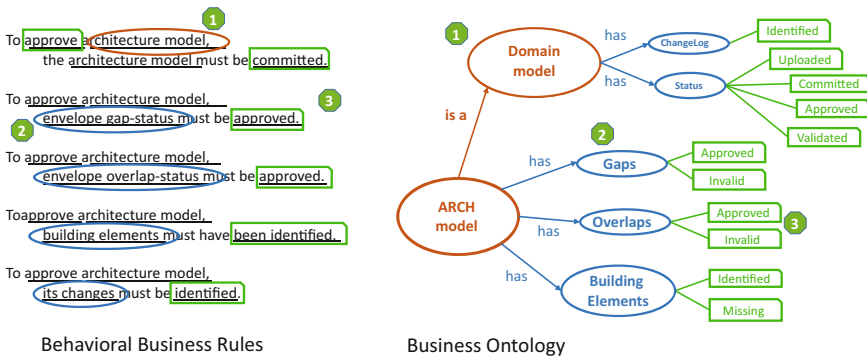 1
To approve architecture model,
the architecture model must be committed.
To approve architecture model,
3
envelope gap-status must be approved.
2
To approve architecture model,
envelope overlap-status must be approved.
Toapprove architecture model,
building elements must have been identified.
To approve architecture model,
its changes must be identified.
Behavioral Business Rules
1
Domain
model
has
ChangeLog
Identified
has
Status
Uploaded
Committed
Approved
Validated
is a
2
has
Gaps
Approved
Invalid
ARCH
model
has
Overlaps
Approved
Invalid
3
has
Building
Elements
Identified
Missing
Business Ontology